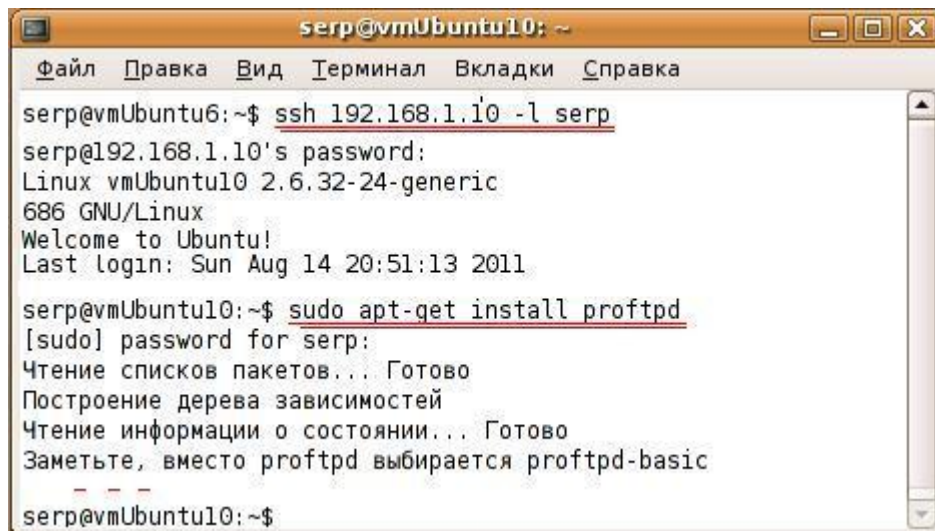 serp@vmUbuntu10: ~
Файл Правка Вид Терминал Вкладки Справка
serp@vmUbuntu6:~$ ssh 192.168.1.10 -l serp
serp@192.168.1.10's password:
Linux vmUbuntu10 2.6.32-24-generic
686 GNU/Linux
Welcome to Ubuntu!
Last login: Sun Aug 14 20:51:13 2011
serp@vmUbuntu10:~$ sudo apt-get install proftpd
[sudo] password for serp:
Чтение списков пакетов... Готово
Построение дерева зависимостей
Чтение информации о состоянии... Готово
Заметьте, вместо proftpd выбирается proftpd-basic
_ _ _
serp@vmUbuntu10:~$